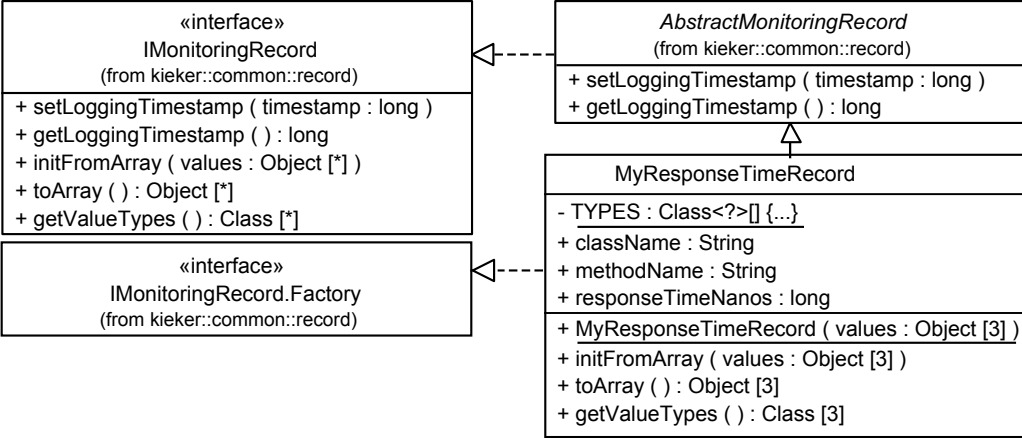 «interface»
IMonitoringRecord
(from kieker::common::record)
+ setLoggingTimestamp ( timestamp : long )
+ getLoggingTimestamp ( ) : long
+ initFromArray ( values : Object [*] )
+ toArray ( ) : Object [*]
+ getValueTypes ( ) : Class [*]
«interface»
IMonitoringRecord.Factory
(from kieker::common::record)
AbstractMonitoringRecord
(from kieker::common::record)
+ setLoggingTimestamp ( timestamp : long )
+ getLoggingTimestamp ( ) : long
MyResponseTimeRecord
- TYPES : Class<?>[] {...}
+ className : String
+ methodName : String
+ responseTimeNanos : long
+ MyResponseTimeRecord ( values : Object [3] )
+ initFromArray ( values : Object [3] )
+ toArray ( ) : Object [3]
+ getValueTypes ( ) : Class [3]